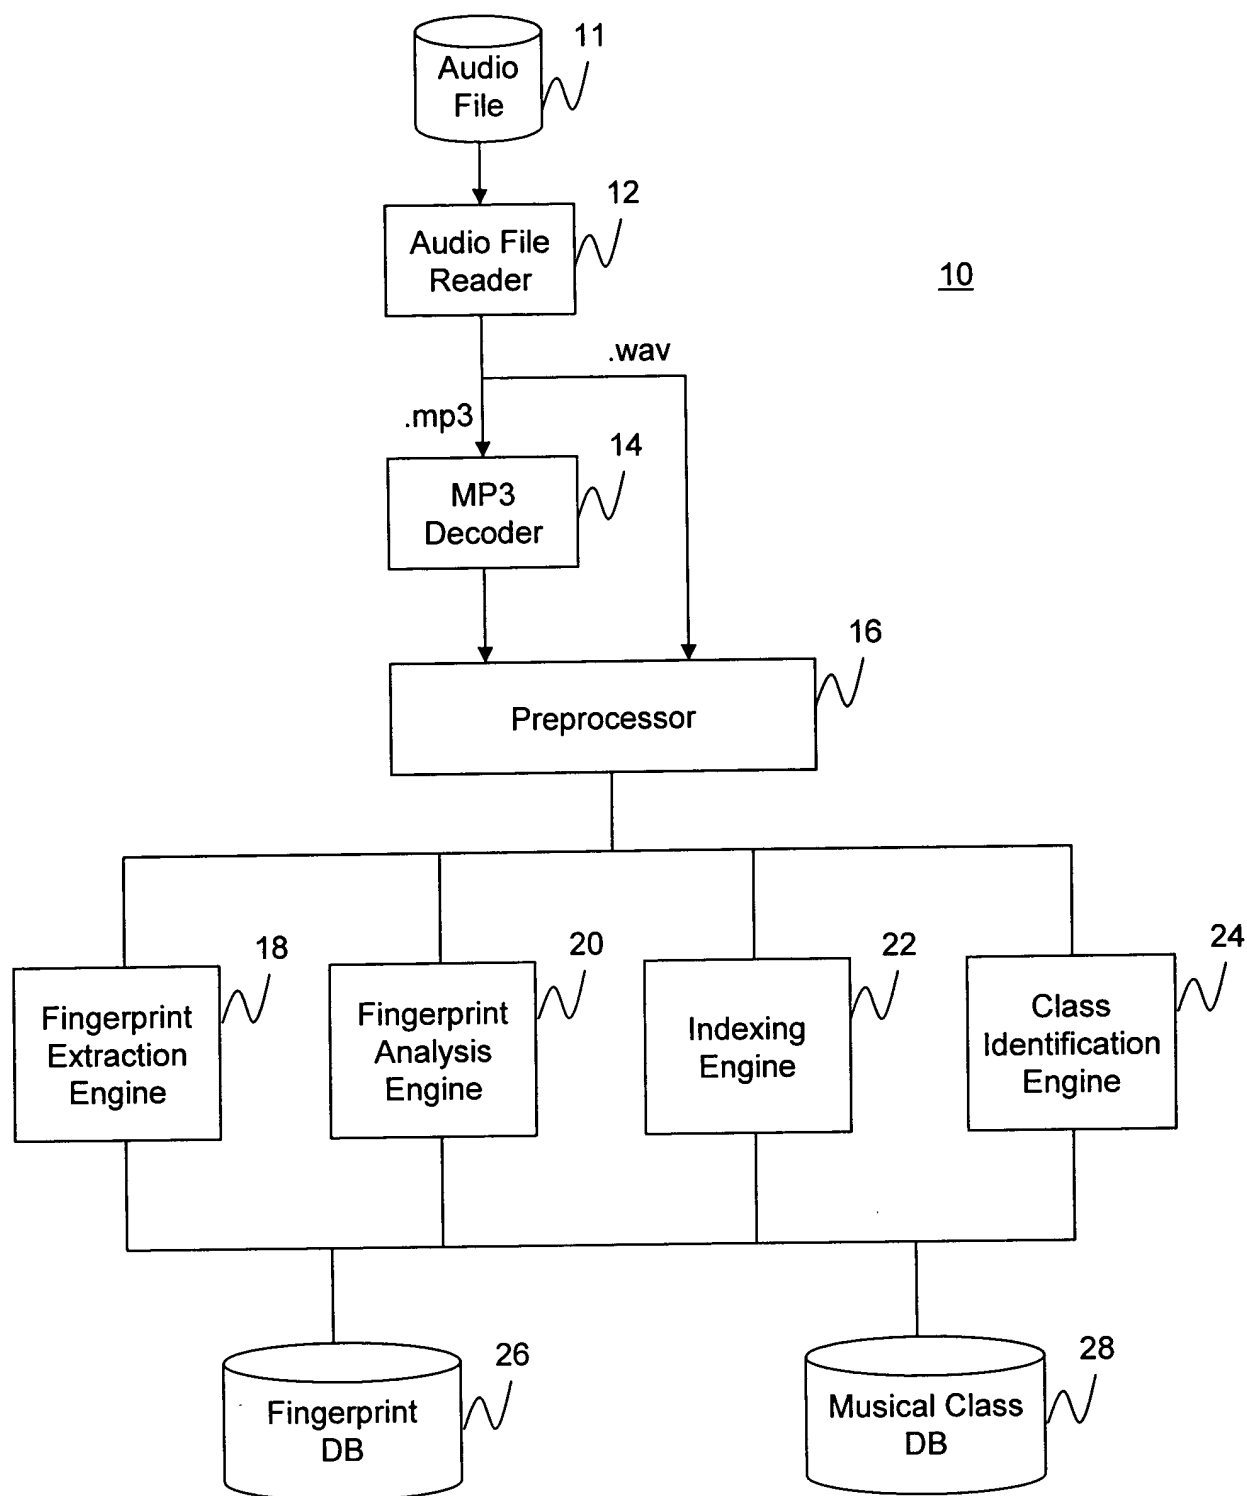 11
Audio
File
12
Audio File
Reader
10
.wav
.mp3
14
MP3
Decoder
16
Preprocessor
18
20
22
24
Fingerprint
Extraction
Engine
Fingerprint
Analysis
Engine
Indexing
Engine
Class
Identification
Engine
26
28
Fingerprint
DB
Musical Class
DB